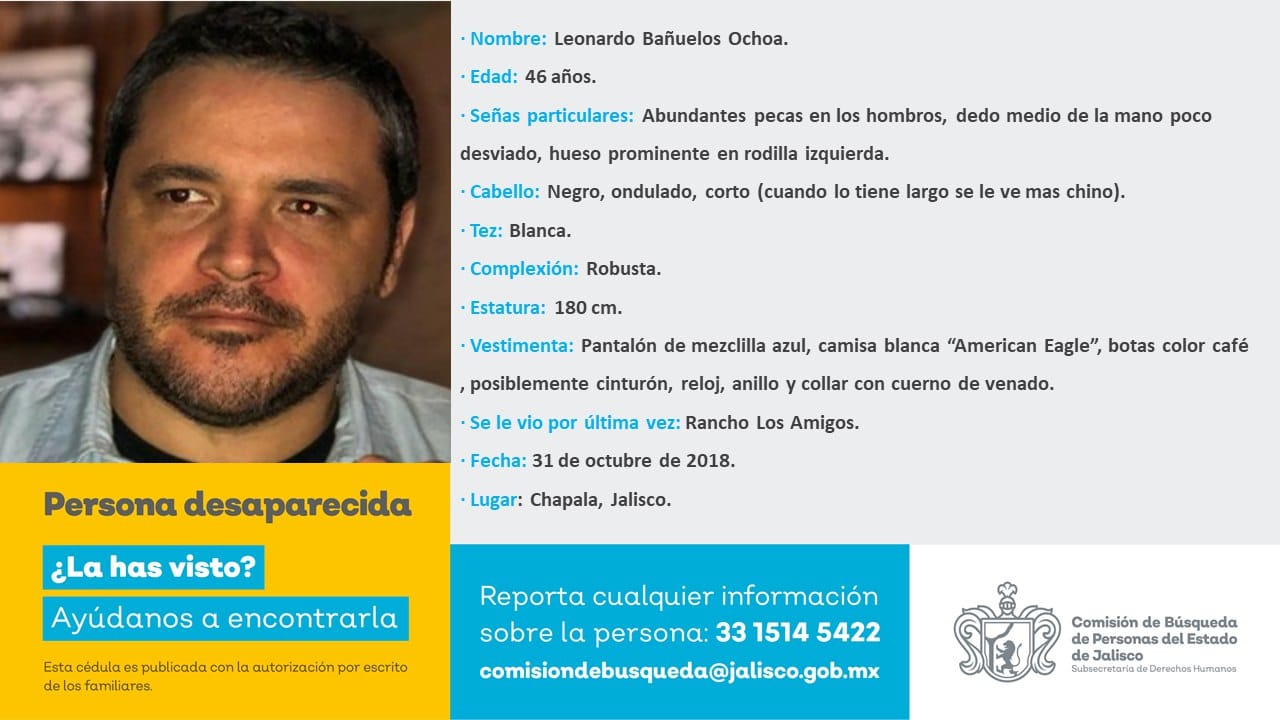 · Nombre: Leonardo Bañuelos Ochoa.
· Edad: 46 años.
· Señas particulares: Abundantes pecas en los hombros, dedo medio de la mano poco
desviado, hueso prominente en rodilla izquierda.
· Cabello: Negro, ondulado, corto (cuando lo tiene largo se le ve mas chino).
· Tez: Blanca.
· Complexión: Robusta.
· Estatura: 180 cm.
· Vestimenta: Pantalón de mezclilla azul, camisa blanca “American Eagle”, botas color café
, posiblemente cinturón, reloj, anillo y collar con cuerno de venado.
· Se le vio por última vez: Rancho Los Amigos.
· Fecha: 31 de octubre de 2018.
· Lugar: Chapala, Jalisco.
Persona desaparecida
¿La has visto?
Ayúdanos a encontrarla
Esta cédula es publicada con la autorización por escrito
de los familiares.
Reporta cualquier información
sobre la persona: 33 1514 5422
comisiondebusqueda@jalisco.gob.mx
Comisión de Búsqueda
de Personas del Estado
de Jalisco
Subsecretaría de Derechos Humanos